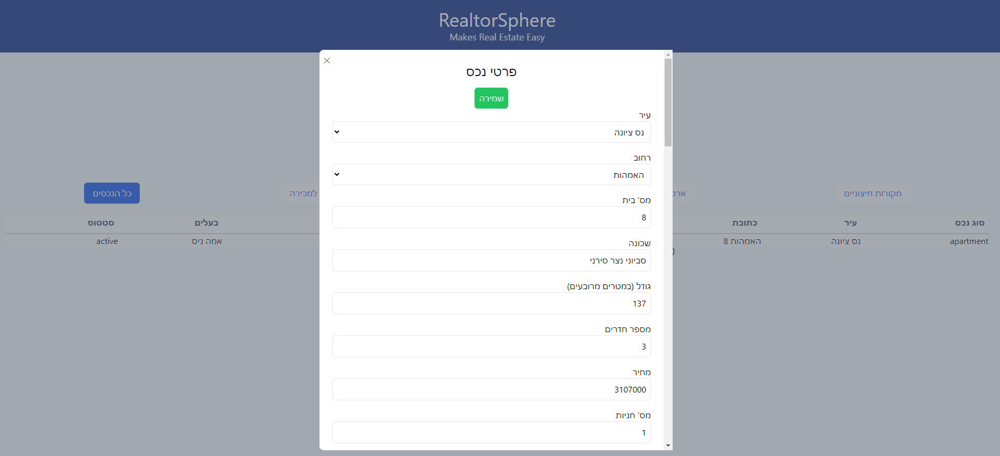 RealtorSphere
Makes Real Estate Easy
פרטי נכס
שמירה
עיר
נס ציונה
רחוב
האמהות
מס' בית
8
שכונה
סביוני נצר סירני
גודל (במטרים מרובעים)
137
מספר חדרים
3
מחיר
3107000
מס' חניות
1
מקורות חיצוניים
למכירה
כל הנכסים
סוג נכס עיר כתובת בעלים סטטוס
apartment נס ציונה האמהות 8 אמה ניס active